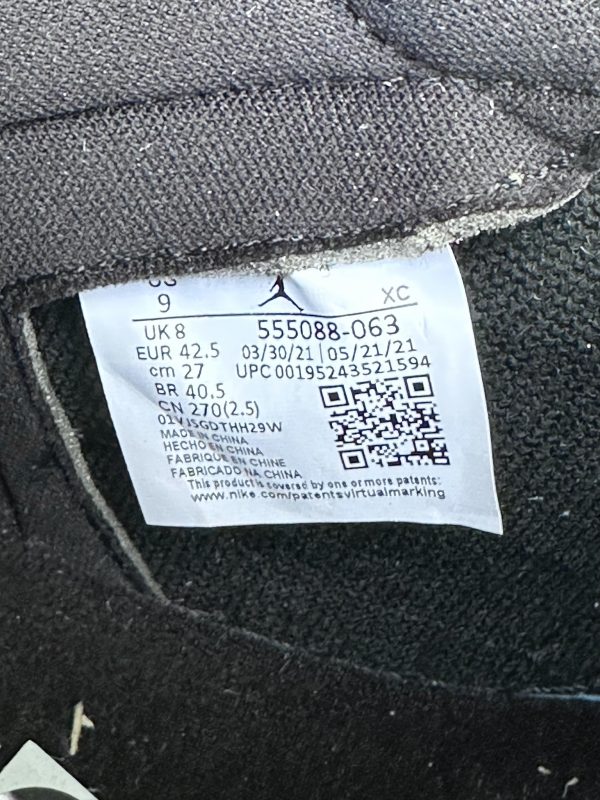 US
9
XC
UK 8
555088-063
EUR 42.5
03/30/21 | 05/21/21
cm 27
UPC 00195243521594
BR 40.5
CN 270(2.5)
MADE IN CHINA
HECHO EN CHINA
FABRIQUE EN CHINE
FABRICADO NA CHINA
This product is covered by one or more patents:
www.nike.com/patentsvirtualmarking